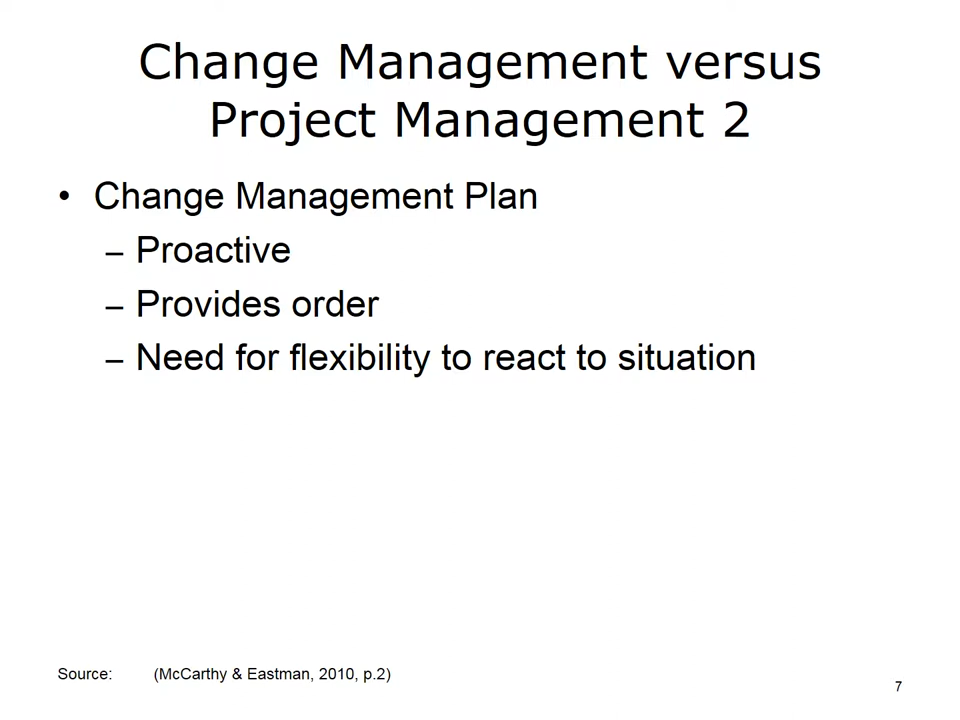 Change Management versus
Project Management 2
• Change Management Plan
– Proactive
– Provides order
– Need for flexibility to react to situation
Source: (McCarthy & Eastman, 2010, p.2)
7